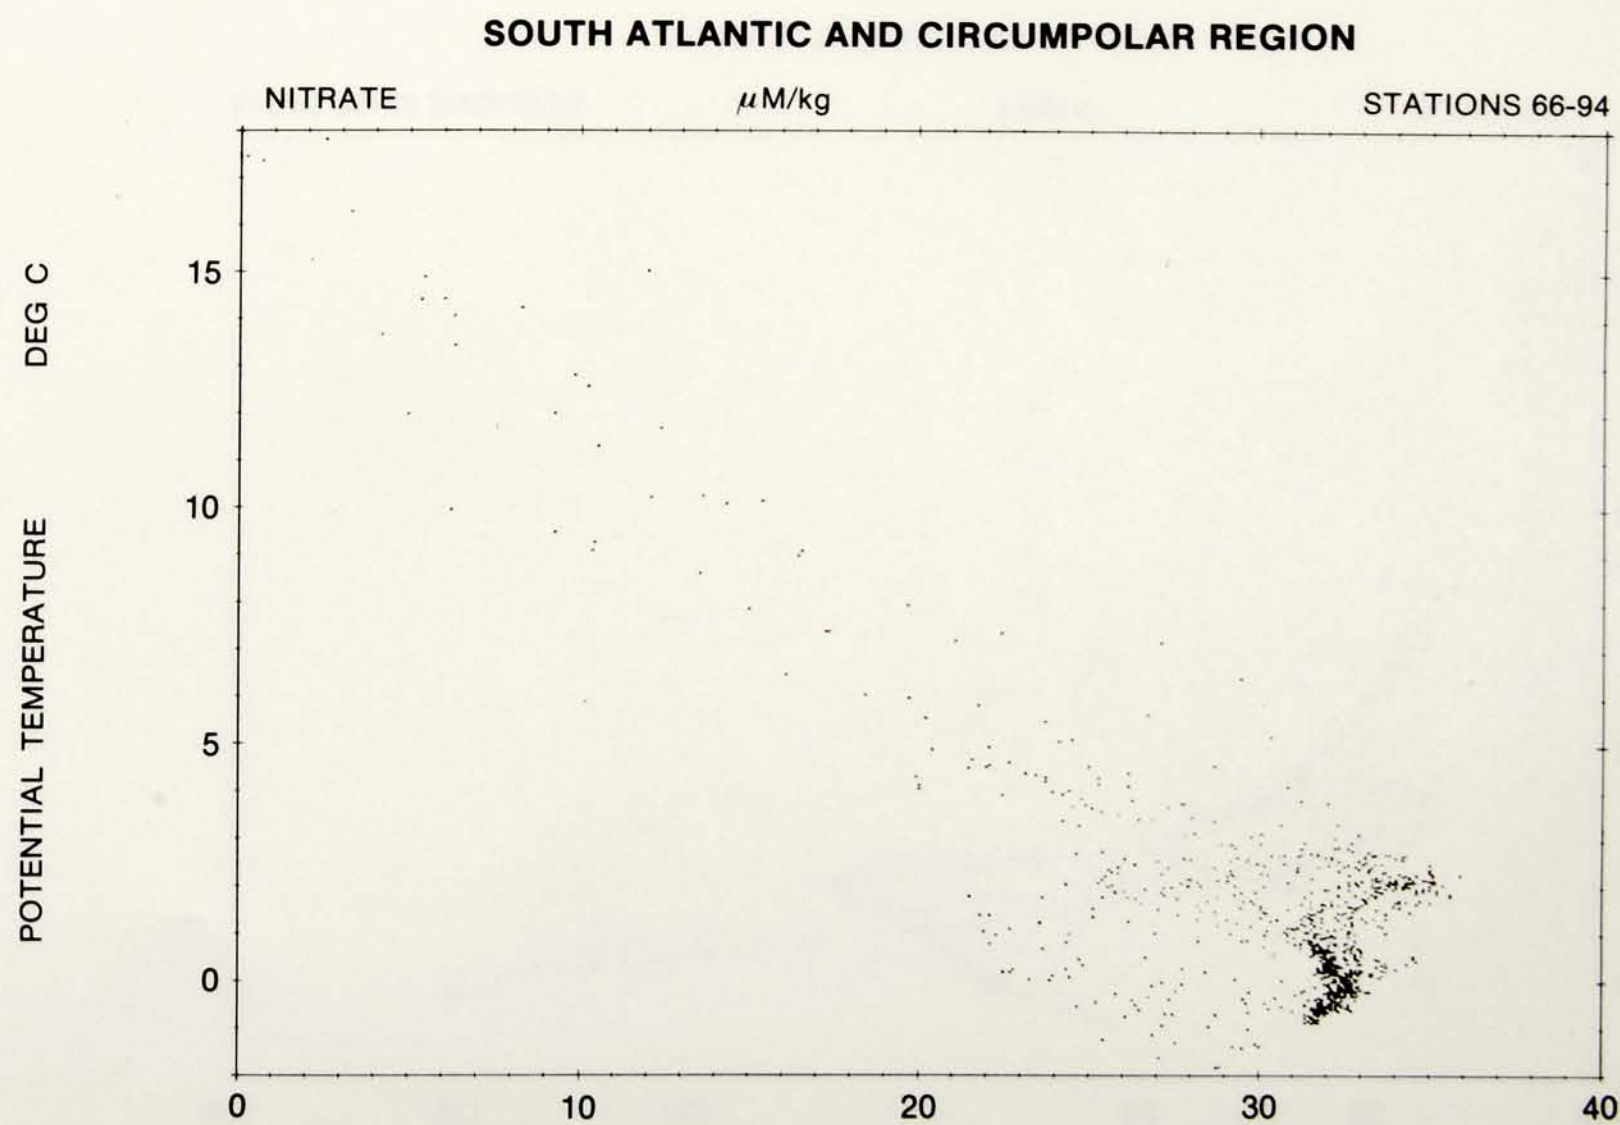 SOUTH ATLANTIC AND CIRCUMPOLAR REGION
NITRATE μM/kg STATIONS 66-94
POTENTIAL TEMPERATURE DEG C
15
10
5
0
0 10 20 30 40